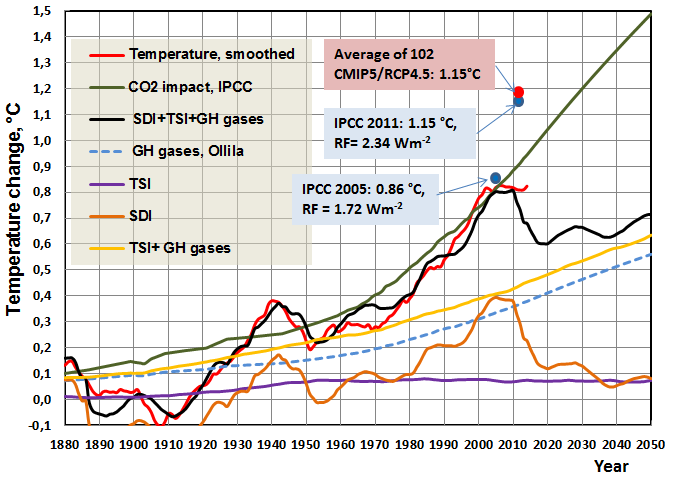 Temperature change, °C
1,5
1,4
1,3
1,2
1,1
1,0
0,9
0,8
0,7
0,6
0,5
0,4
0,3
0,2
0,1
0,0
-0,1
Temperature, smoothed
CO2 impact, IPCC
SDI+TSI+GH gases
GH gases, Ollila
TSI
SDI
TSI+ GH gases
Average of 102
CMIP5/RCP4.5: 1.15°C
IPCC 2011: 1.15 °C,
RF= 2.34 Wm-2
IPCC 2005: 0.86 °C,
RF = 1.72 Wm-2
1880 1890 1900 1910 1920 1930 1940 1950 1960 1970 1980 1990 2000 2010 2020 2030 2040 2050
Year